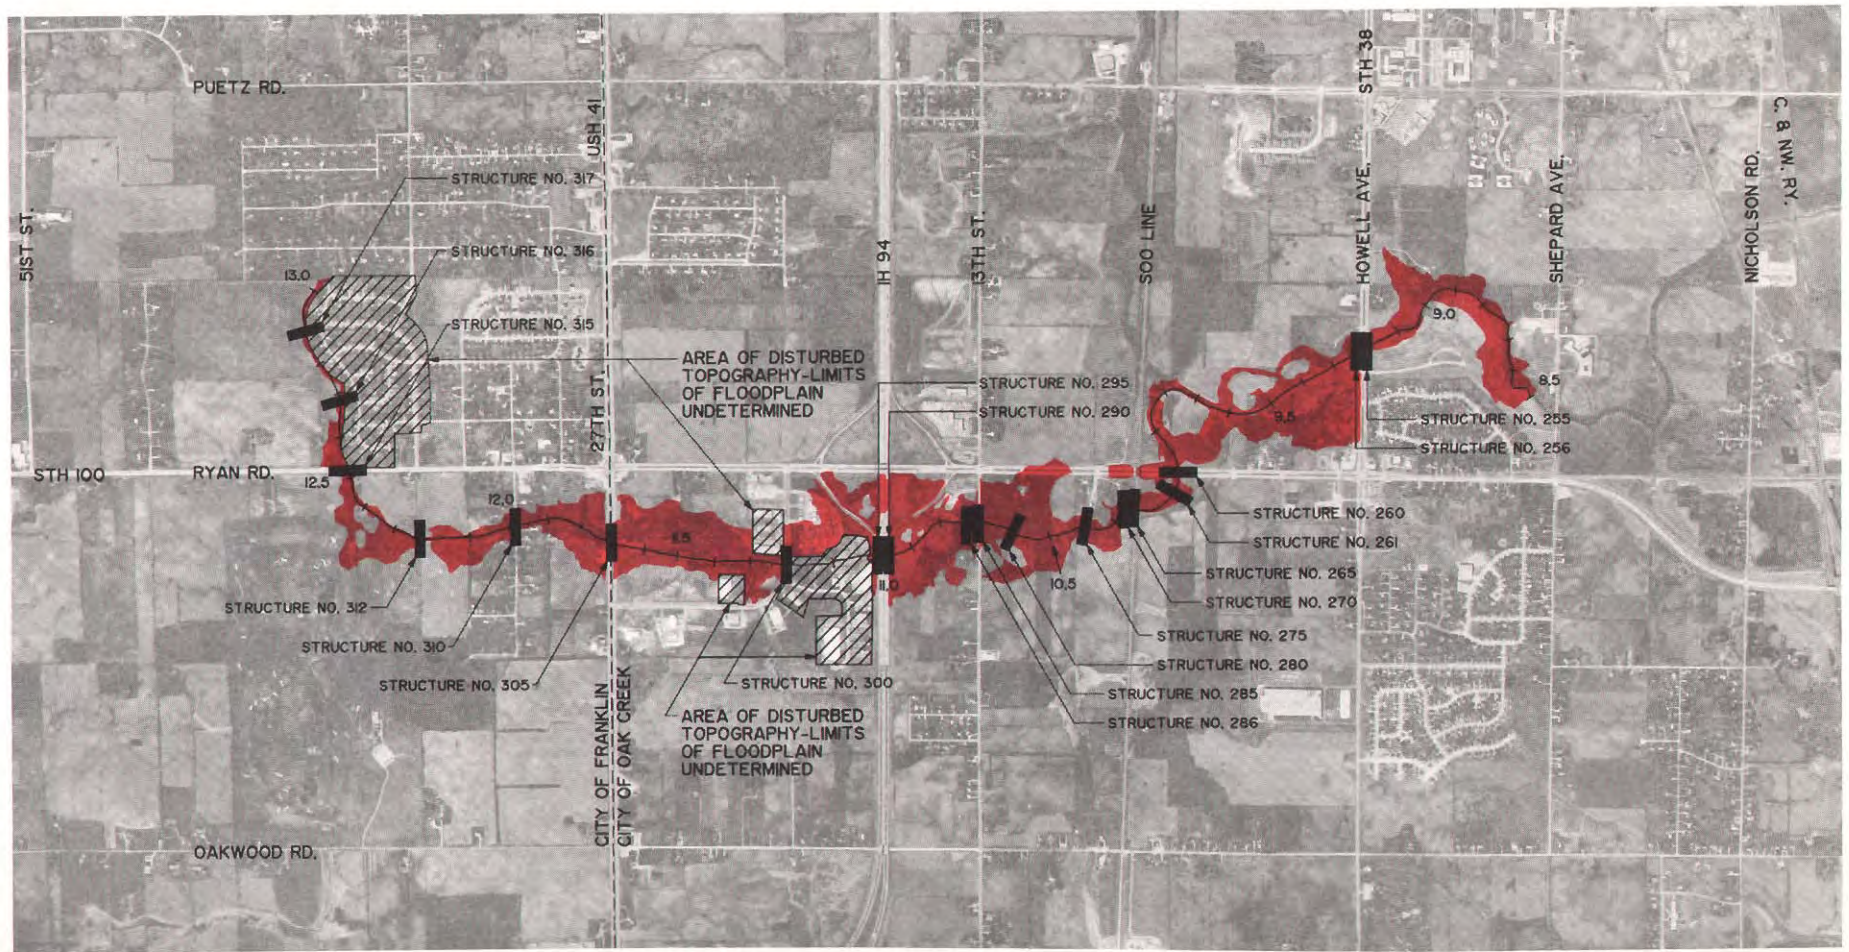 PUETZ RD.
USH 41
STH 38
C. & NW. RY.
STRUCTURE NO. 317
51ST ST.
STRUCTURE NO. 316
IH 94
13TH ST.
SOO LINE
HOWELL AVE.
SHEPARD AVE.
NICHOLSON RD.
13.0
STRUCTURE NO. 315
9.0
AREA OF DISTURBED
TOPOGRAPHY-LIMITS
OF FLOODPLAIN
UNDETERMINED
27TH ST.
STRUCTURE NO. 295
STRUCTURE NO. 290
8.5
9.5
STRUCTURE NO. 255
STRUCTURE NO. 256
STH 100
RYAN RD.
12.5
12.0
11.5
STRUCTURE NO. 260
STRUCTURE NO. 261
11.0
10.5
STRUCTURE NO. 265
STRUCTURE NO. 270
STRUCTURE NO. 312
STRUCTURE NO. 310
STRUCTURE NO. 305
STRUCTURE NO. 300
STRUCTURE NO. 275
STRUCTURE NO. 280
STRUCTURE NO. 285
STRUCTURE NO. 286
AREA OF DISTURBED
TOPOGRAPHY-LIMITS
OF FLOODPLAIN
UNDETERMINED
CITY OF FRANKLIN
CITY OF OAK CREEK
OAKWOOD RD.